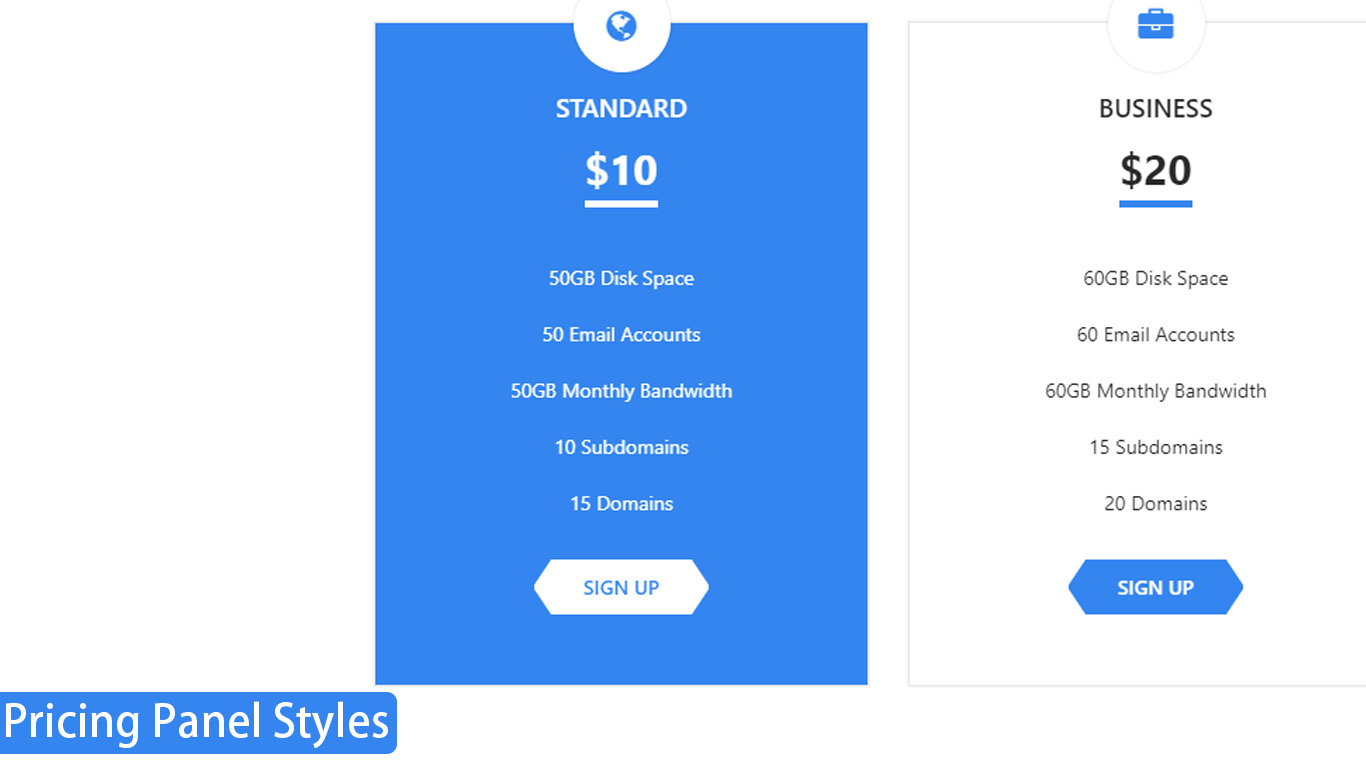 STANDARD
$10
50GB Disk Space
50 Email Accounts
50GB Monthly Bandwidth
10 Subdomains
15 Domains
SIGN UP
BUSINESS
$20
60GB Disk Space
60 Email Accounts
60GB Monthly Bandwidth
15 Subdomains
20 Domains
SIGN UP
Pricing Panel Styles